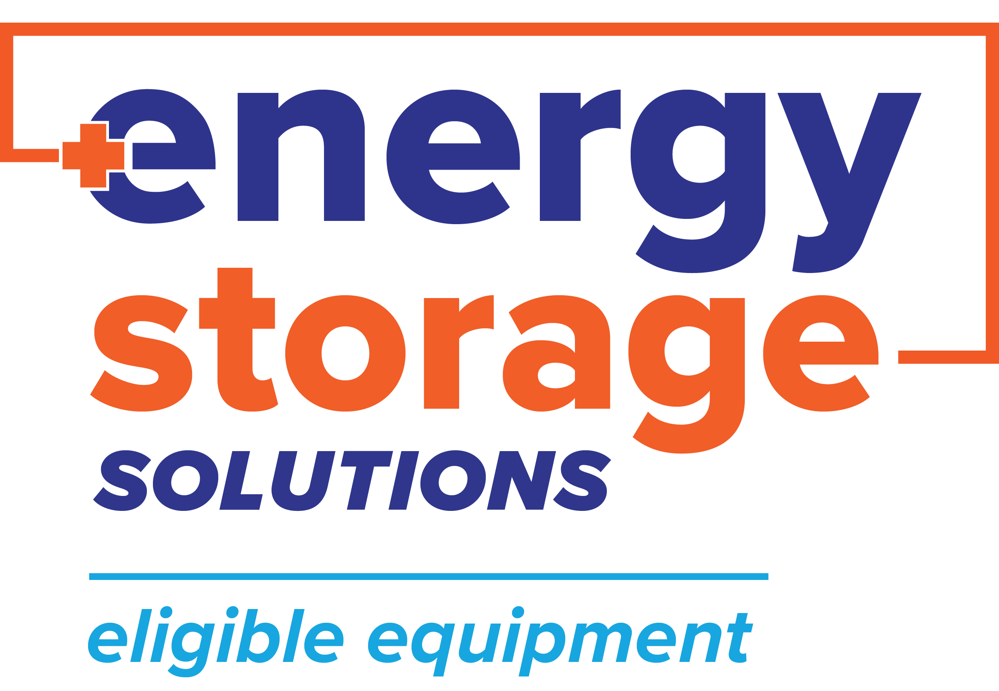 energy
storage
SOLUTIONS
eligible equipment